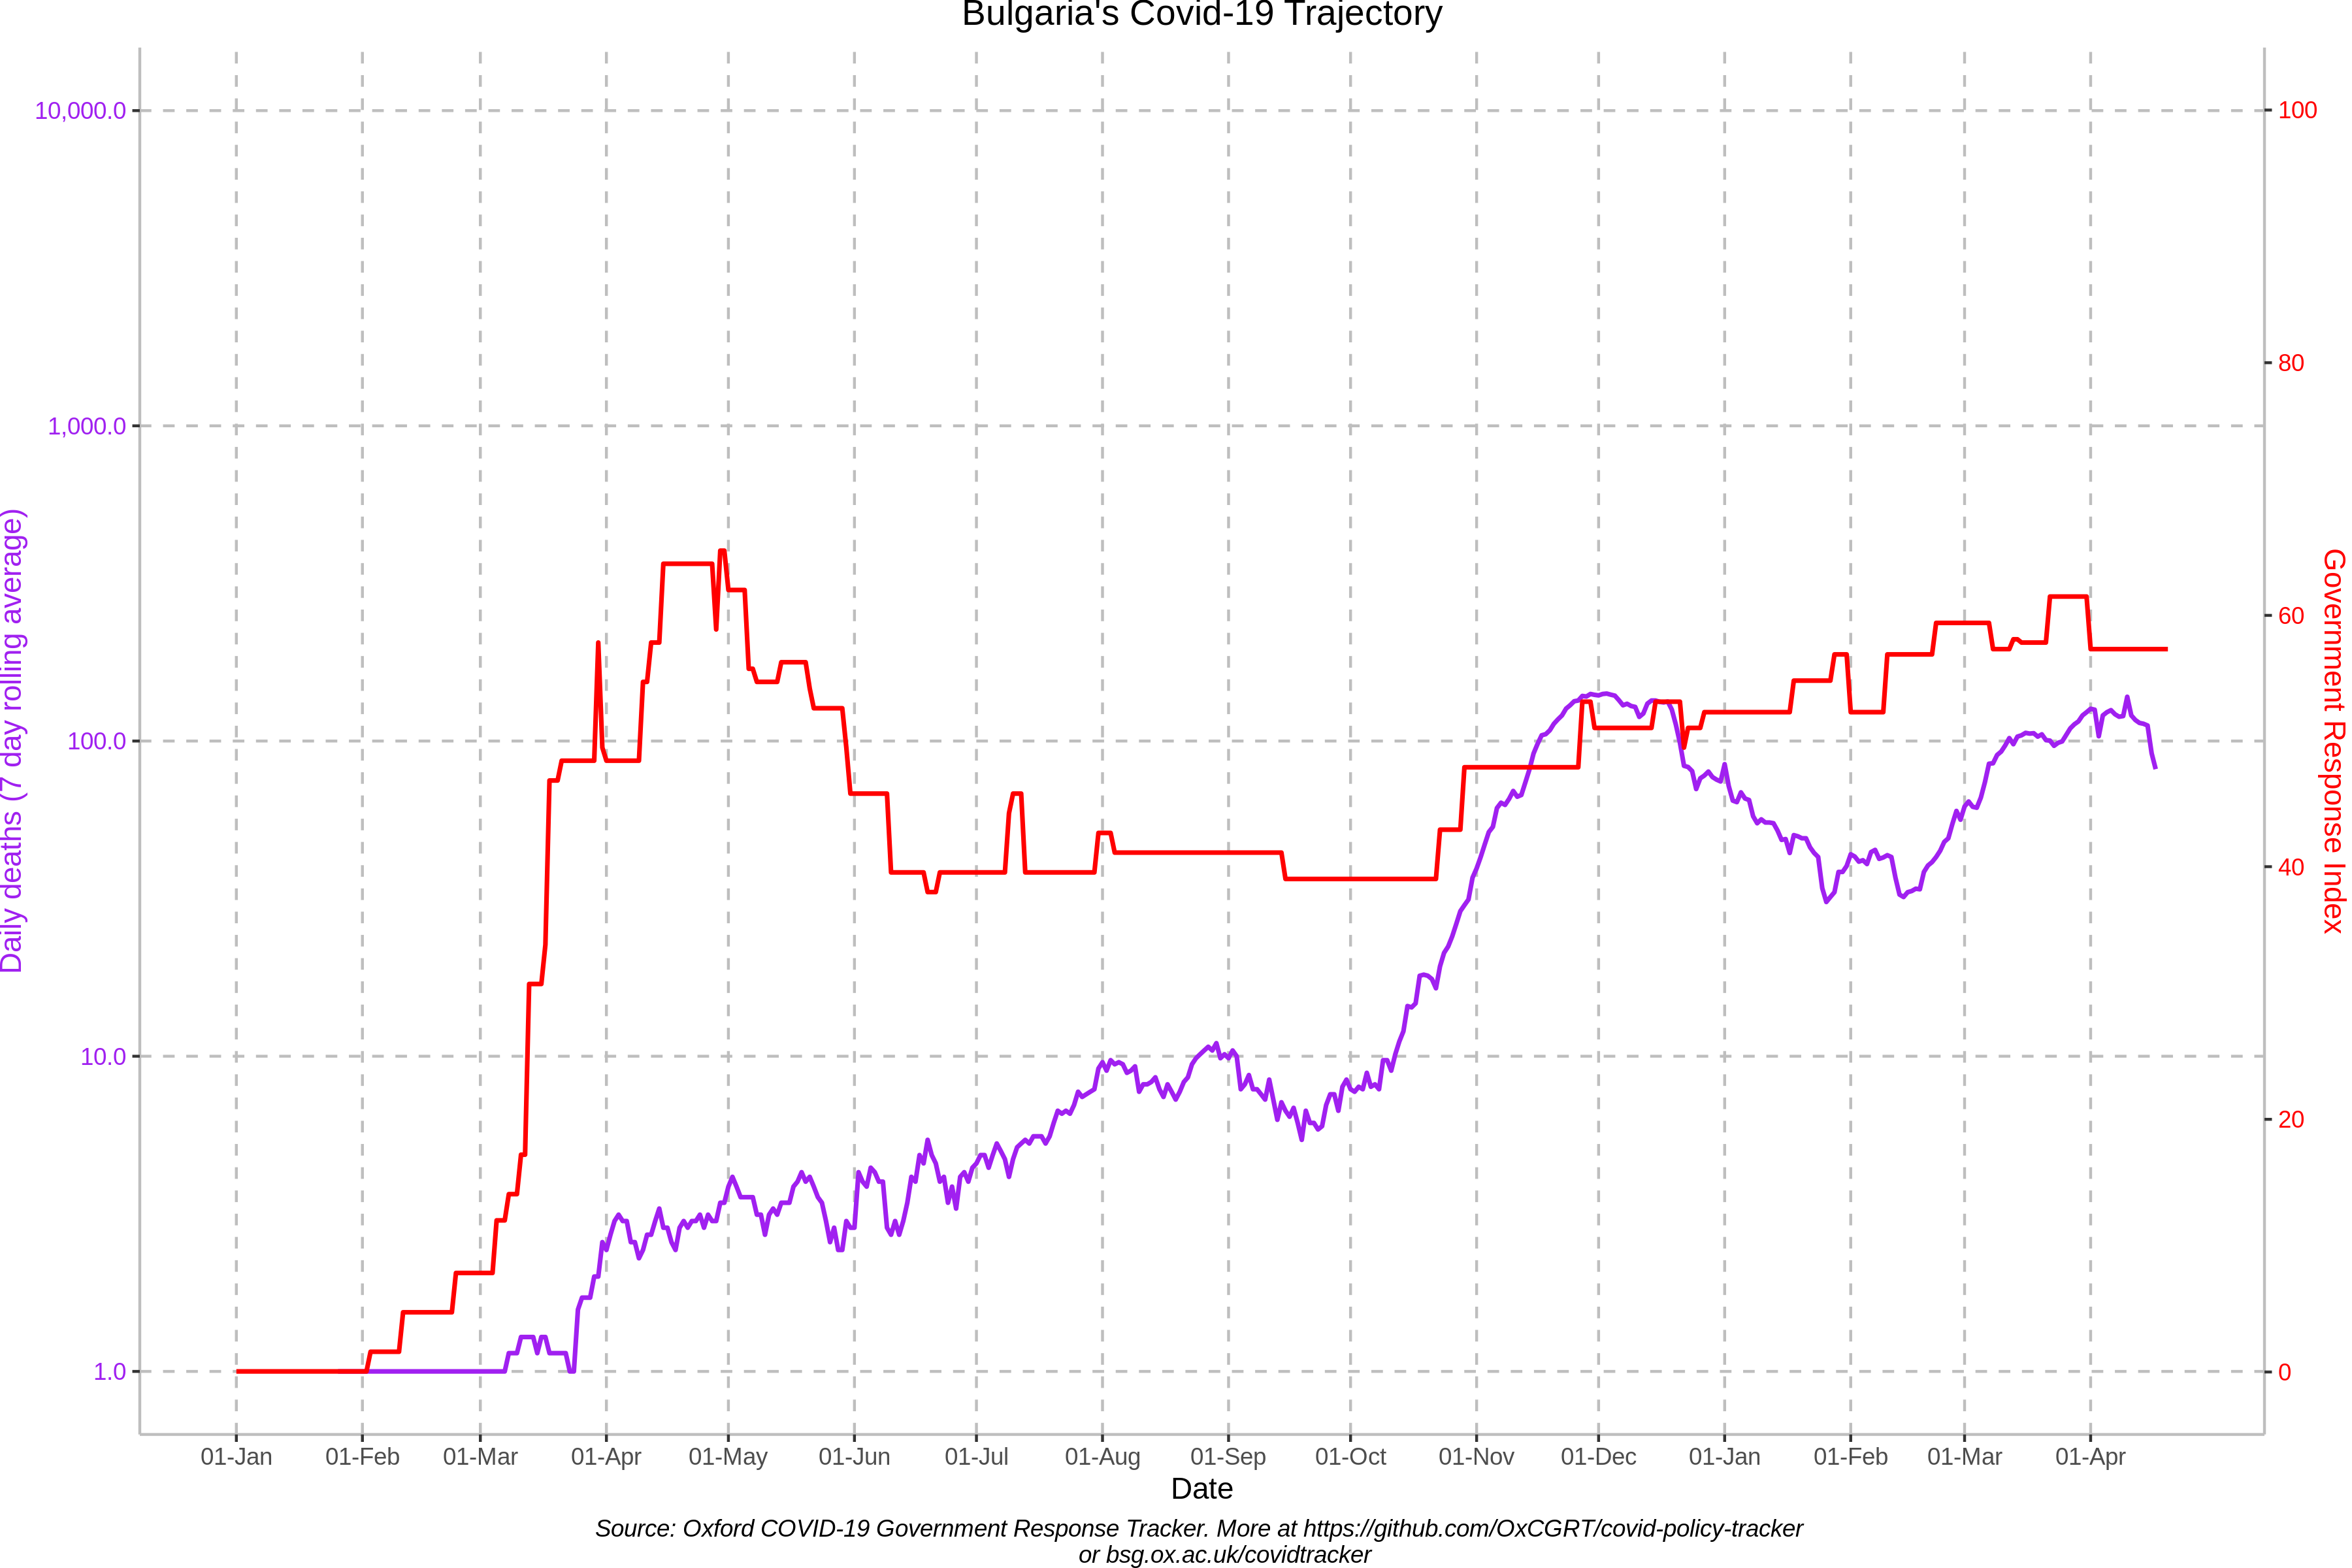 Bulgaria's Covid-19 Trajectory
10,000.0
1,000.0
100.0
10.0
1.0
Daily deaths (7 day rolling average)
100
80
60
40
20
0
Government Response Index
01-Jan 01-Feb 01-Mar 01-Apr 01-May 01-Jun 01-Jul 01-Aug 01-Sep 01-Oct 01-Nov 01-Dec 01-Jan 01-Feb 01-Mar 01-Apr
Date
Source: Oxford COVID-19 Government Response Tracker. More at https://github.com/OxCGRT/covid-policy-tracker
or bsg.ox.ac.uk/covidtracker